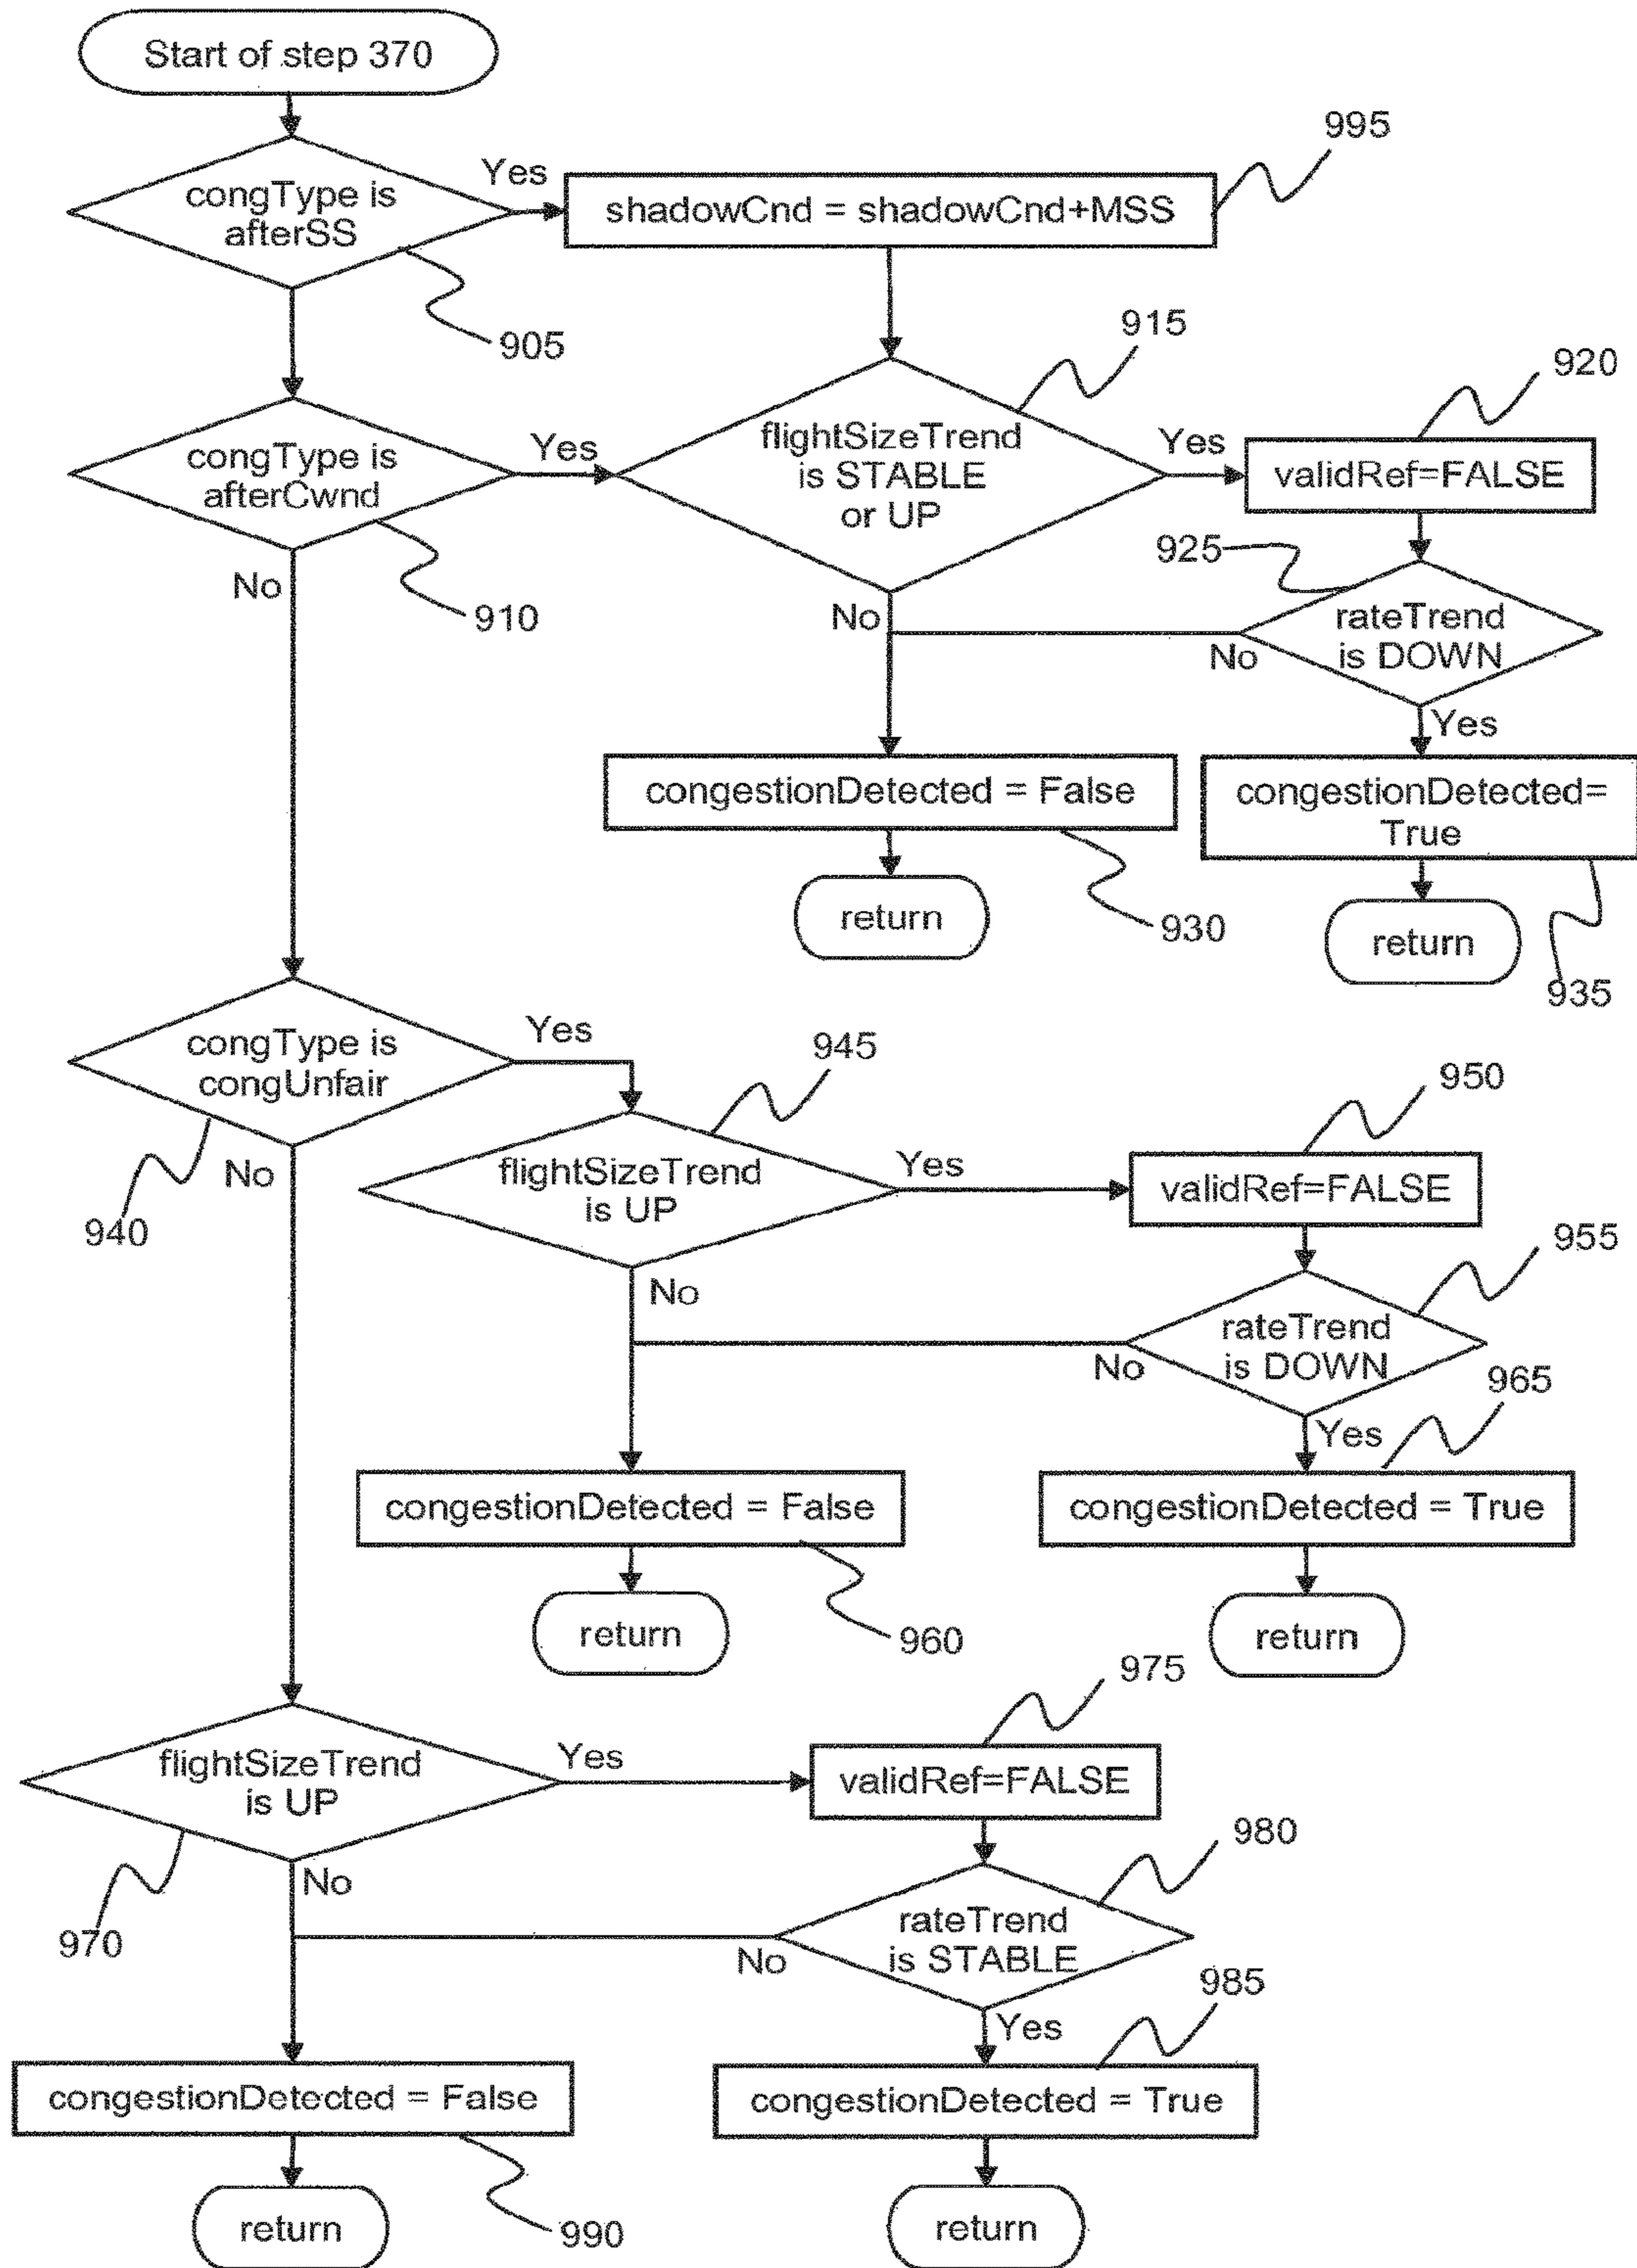 Start of step 370
995
Yes
congType is
afterSS
shadowCnd = shadowCnd+MSS
905
915
920
congType is
afterCwnd
Yes
flightSizeTrend
is STABLE
or UP
Yes
validRef=FALSE
925
No
910
No
rateTrend
is DOWN
No
Yes
congestionDetected = False
congestionDetected=
True
return
930
return
935
congType is
congUnfair
Yes
945
950
940
No
flightSizeTrend
is UP
Yes
validRef=FALSE
955
No
rateTrend
is DOWN
No
965
Yes
congestionDetected = False
congestionDetected = True
return
960
return
975
flightSizeTrend
is UP
Yes
validRef=FALSE
980
No
970
rateTrend
is STABLE
No
985
Yes
congestionDetected = False
congestionDetected = True
return
990
return